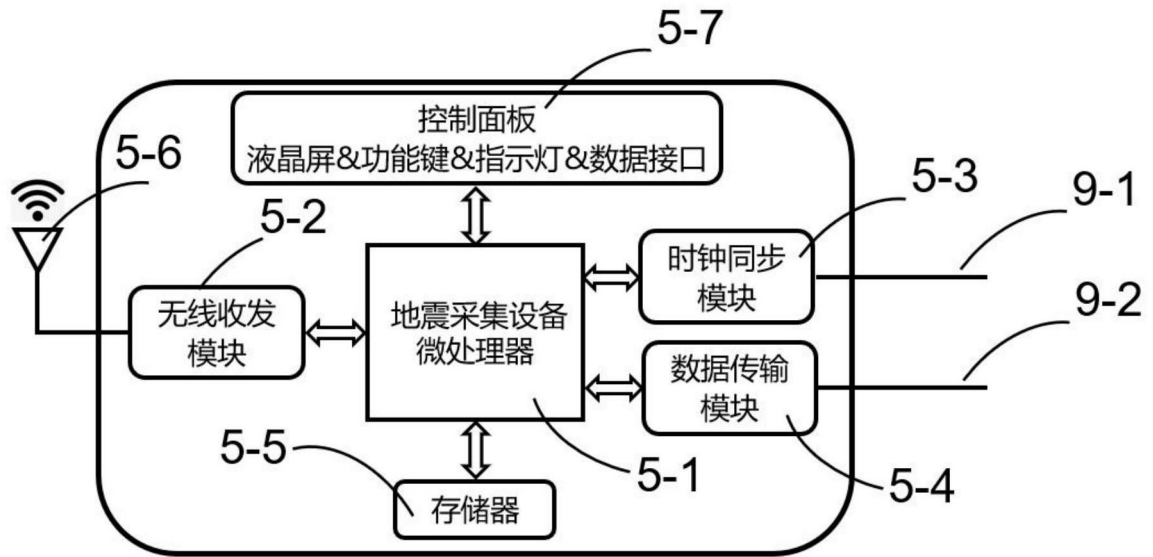 5-7
控制面板
液晶屏&功能键&指示灯&数据接口
5-6
5-2
5-3
9-1
时钟同步
模块
无线收发
模块
地震采集设备
微处理器
9-2
数据传输
模块
5-5
5-1
5-4
存储器